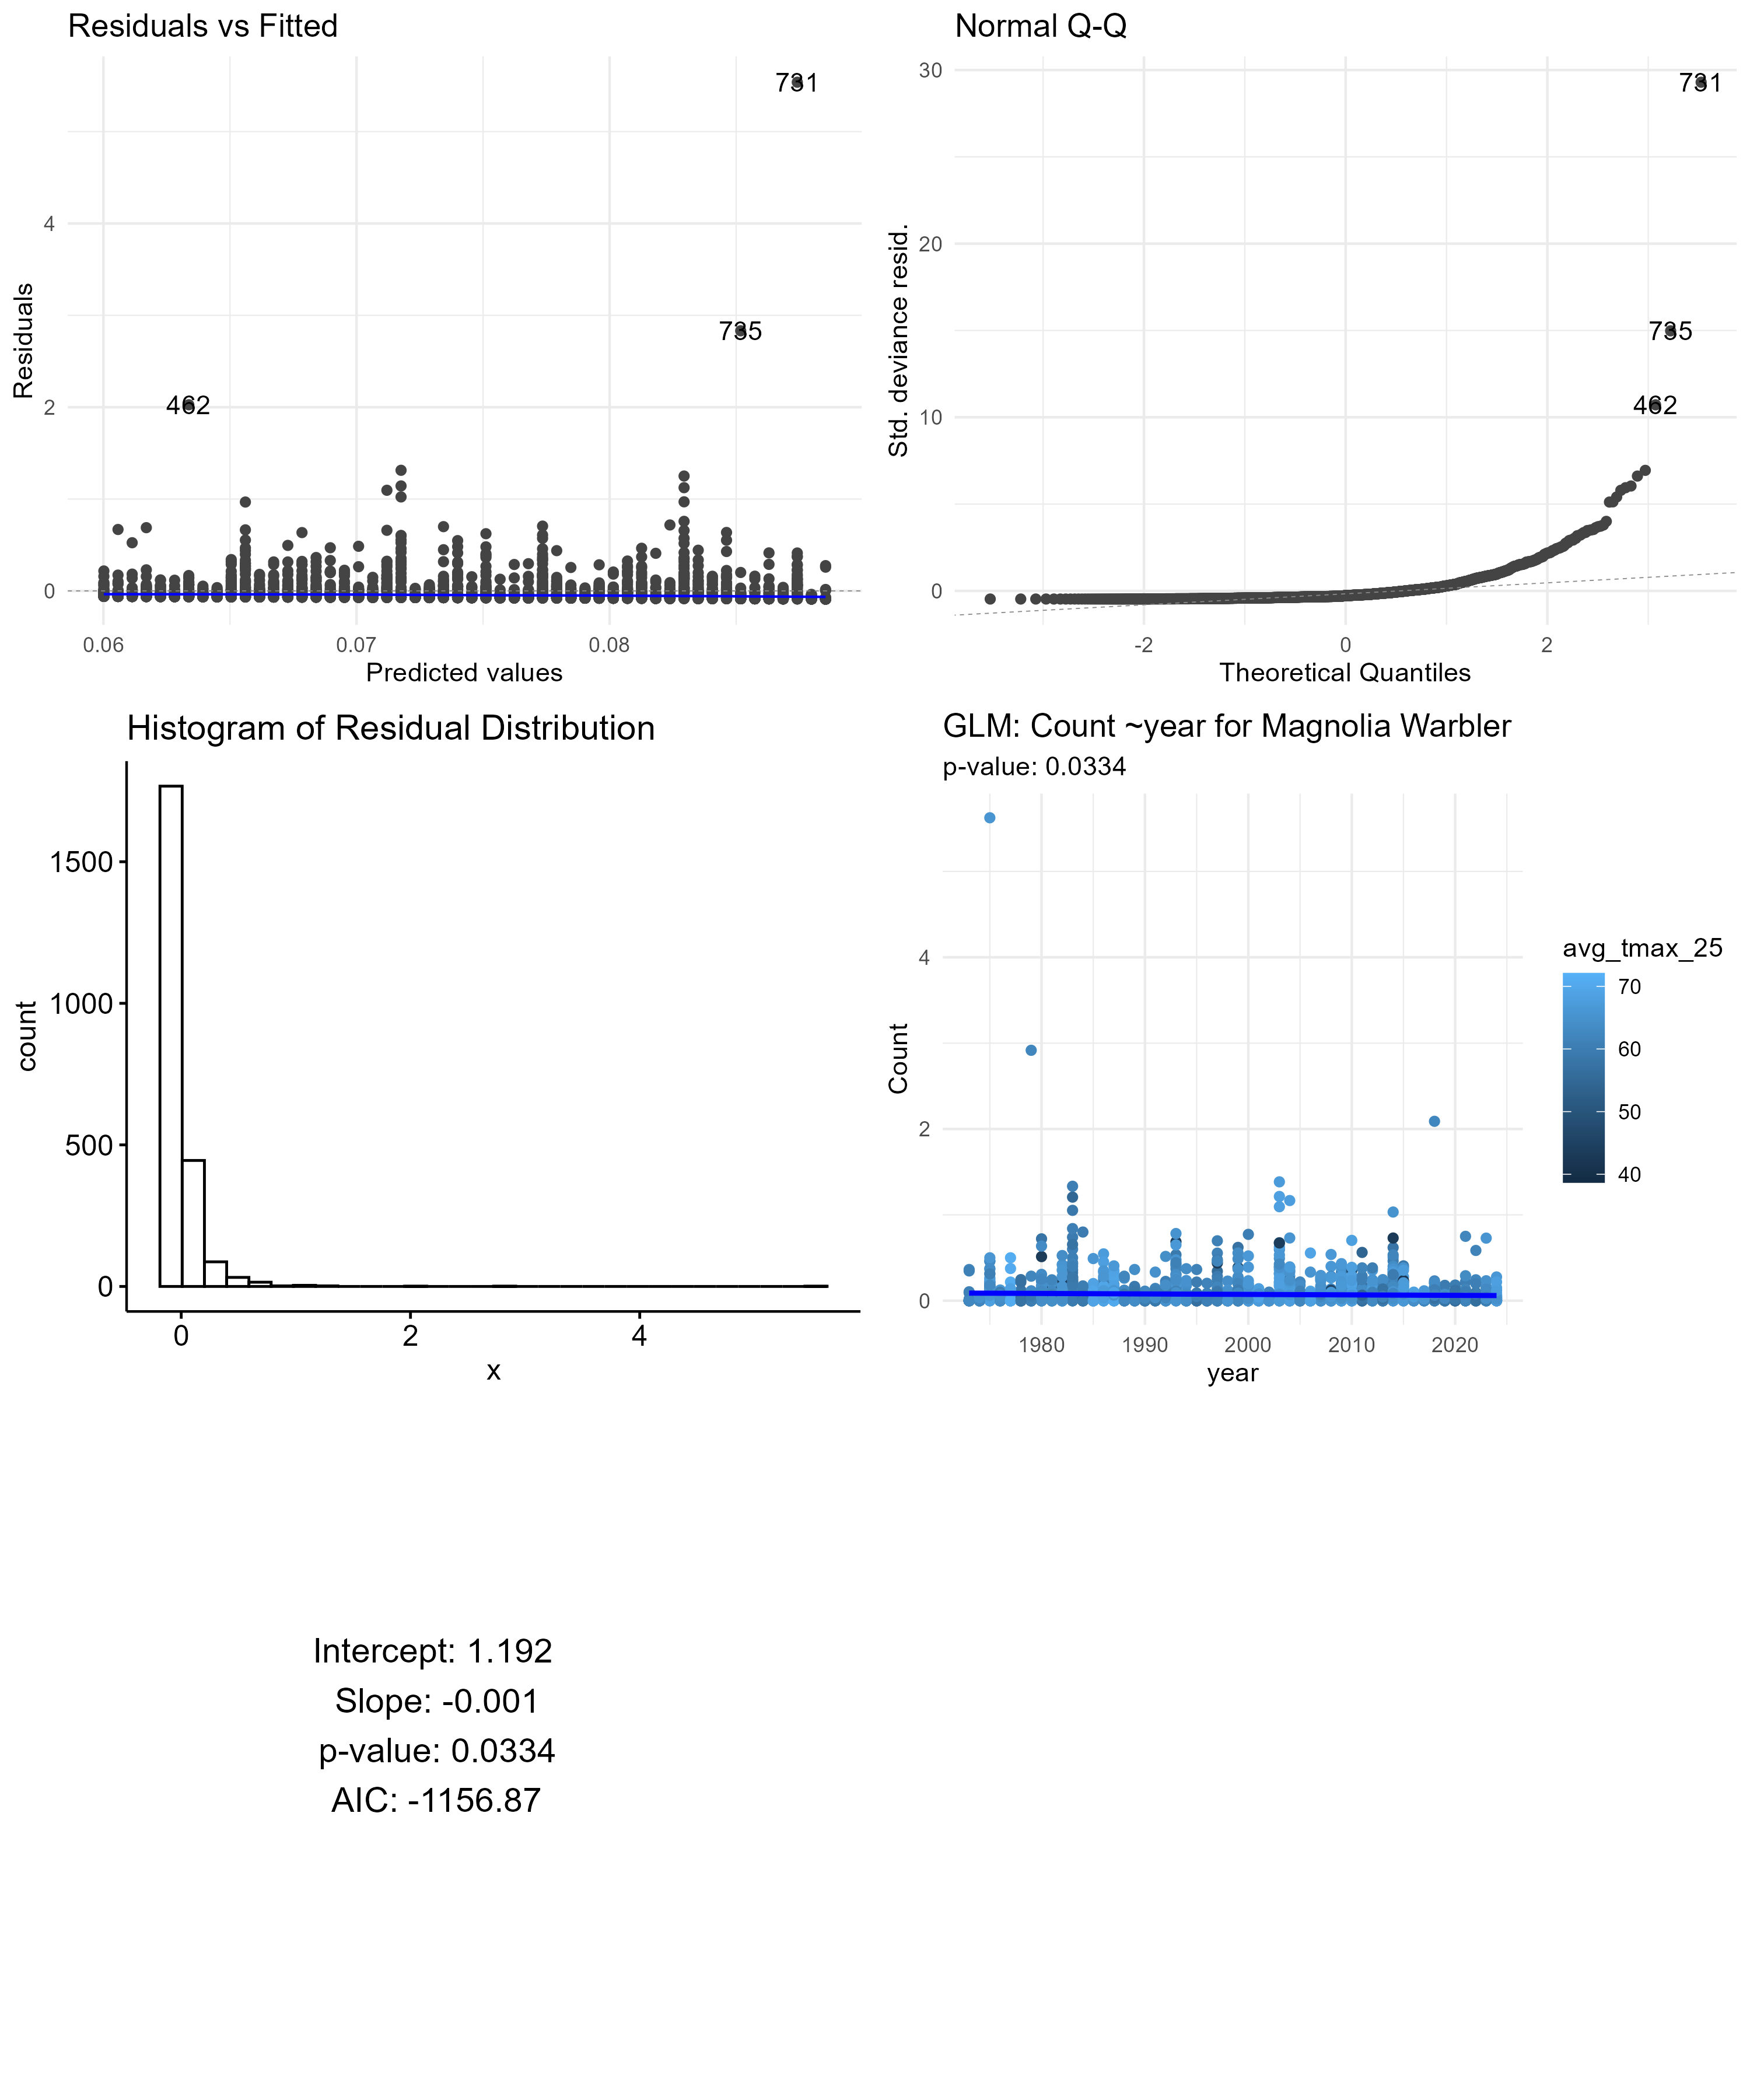 Residuals vs Fitted
Residuals
4
2
0
731
735
462
0.06
0.07
0.08
Predicted values
Normal Q-Q
Std. deviance resid.
30
20
10
0
731
735
462
-2
0
2
Theoretical Quantiles
Histogram of Residual Distribution
count
1500
1000
500
0
0
2
4
x
GLM: Count ~year for Magnolia Warbler
p-value: 0.0334
Count
4
2
0
1980
1990
2000
2010
2020
year
avg_tmax_25
70
60
50
40
Intercept: 1.192
Slope: -0.001
p-value: 0.0334
AIC: -1156.87